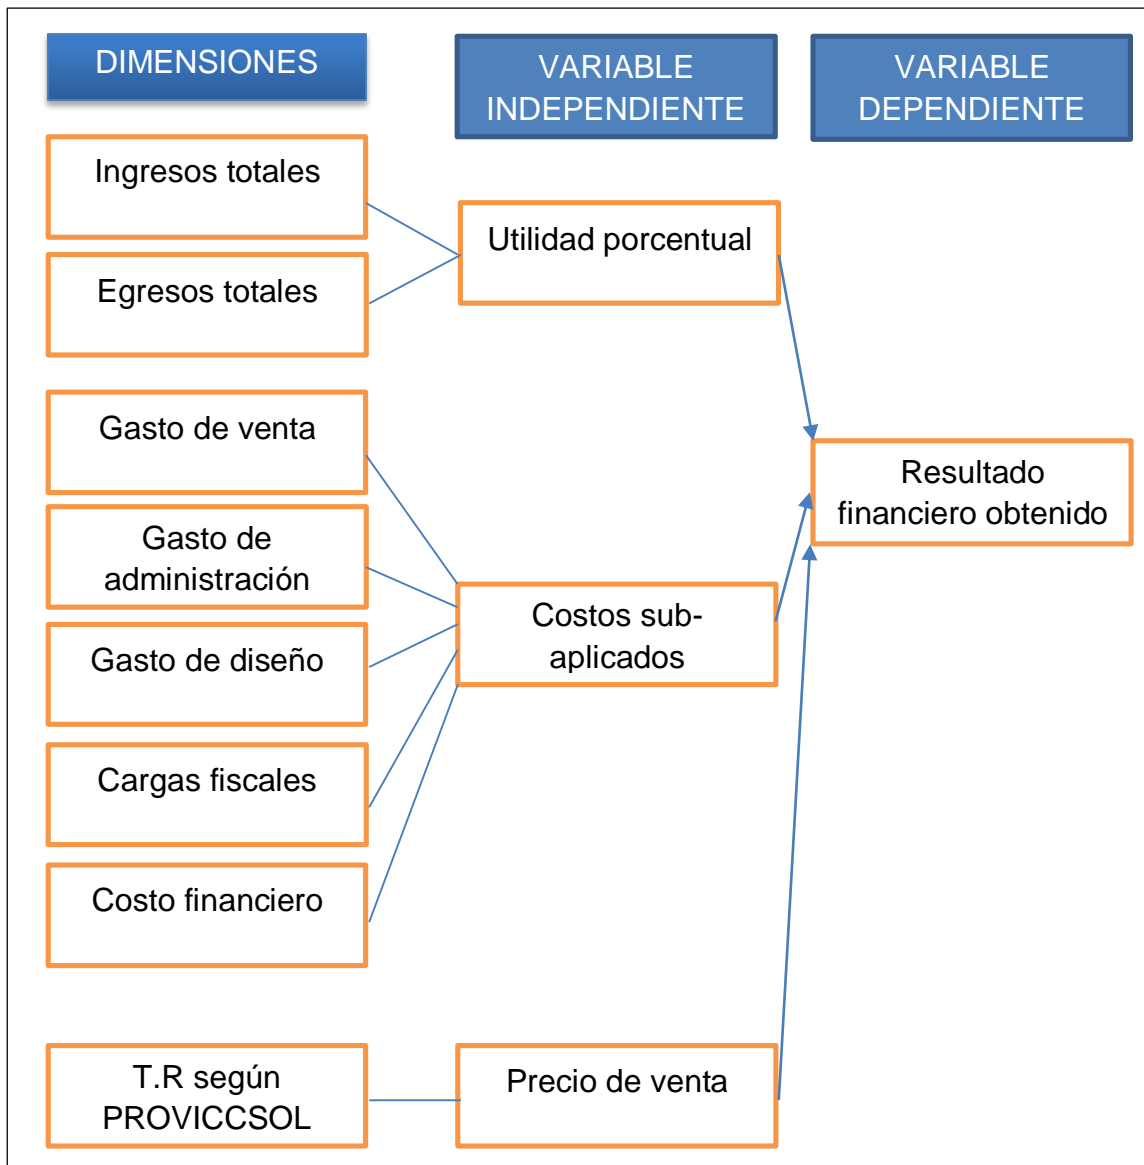 DIMENSIONES
VARIABLE
INDEPENDIENTE
VARIABLE
DEPENDIENTE
Ingresos totales
Egresos totales
Utilidad porcentual
Gasto de venta
Gasto de
administración
Gasto de diseño
Cargas fiscales
Costo financiero
Costos sub-
aplicados
Resultado
financiero obtenido
T.R según
PROVICCSOL
Precio de venta